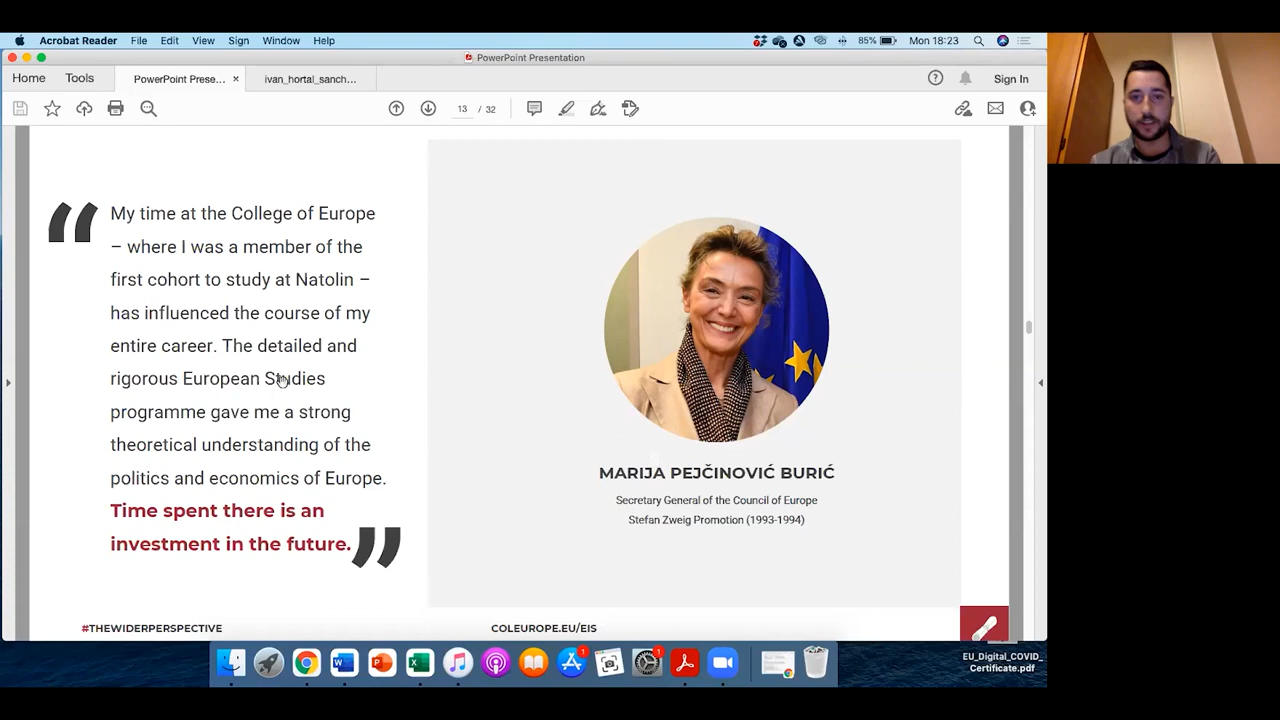 Acrobat Reader File Edit View Sign Window Help 85% Mon 18:23
PowerPoint Presentation
Home Tools PowerPoint Prese... × ivan_hortal_sanch... ? Sign In
13 / 32
“
My time at the College of Europe
– where I was a member of the
first cohort to study at Natolin –
has influenced the course of my
entire career. The detailed and
rigorous European Studies
programme gave me a strong
theoretical understanding of the
politics and economics of Europe.
Time spent there is an
investment in the future.
”
MARIJA PEJČINOVIĆ BURIĆ
Secretary General of the Council of Europe
Stefan Zweig Promotion (1993-1994)
#THEWIDERPERSPECTIVE
COLEUROPE.EU/EIS
EU_Digital_COVID_
Certificate.pdf